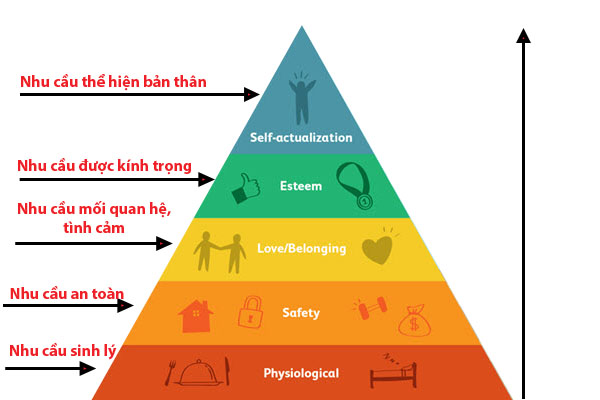 Nhu cầu thể hiện bản thân
Self-actualization
Nhu cầu được kính trọng
Esteem
Nhu cầu mối quan hệ,
tình cảm
Love/Belonging
Nhu cầu an toàn
Safety
Nhu cầu sinh lý
Physiological